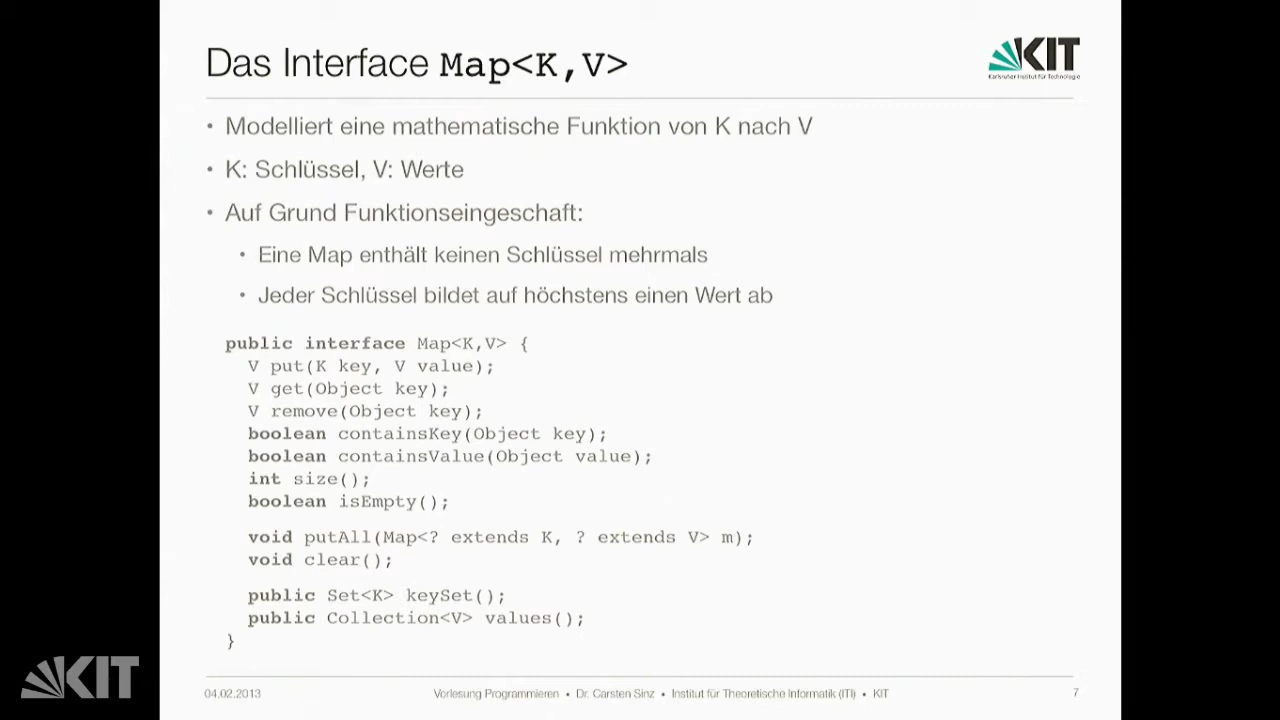 Das Interface Map<K,V>
KIT
Karlsruher Institut für Technologie
• Modelliert eine mathematische Funktion von K nach V
• K: Schlüssel, V: Werte
• Auf Grund Funktionseingeschaft:
• Eine Map enthält keinen Schlüssel mehrmals
• Jeder Schlüssel bildet auf höchstens einen Wert ab
public interface Map<K,V> {
V put(K key, V value);
V get(Object key);
V remove(Object key);
boolean containsKey(Object key);
boolean containsValue(Object value);
int size();
boolean isEmpty();
void putAll(Map<? extends K, ? extends V> m);
void clear();
public Set<K> keySet();
public Collection<V> values();
}
KIT
04.02.2013 Vorlesung Programmieren • Dr. Carsten Sinz • Institut für Theoretische Informatik (ITI) • KIT 7